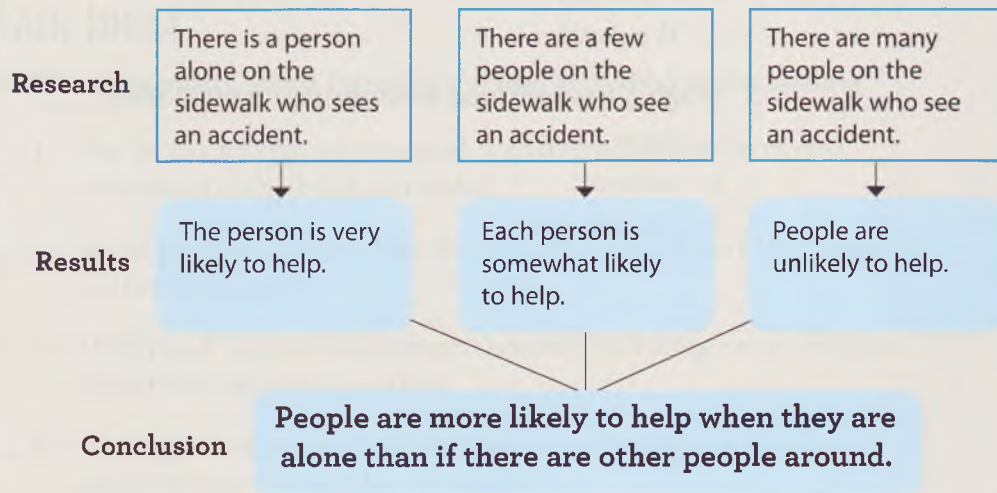 Research
There is a person
alone on the
sidewalk who sees
an accident.
There are a few
people on the
sidewalk who see
an accident.
There are many
people on the
sidewalk who see
an accident.
Results
The person is very
likely to help.
Each person is
somewhat likely
to help.
People are
unlikely to help.
Conclusion
People are more likely to help when they are
alone than if there are other people around.